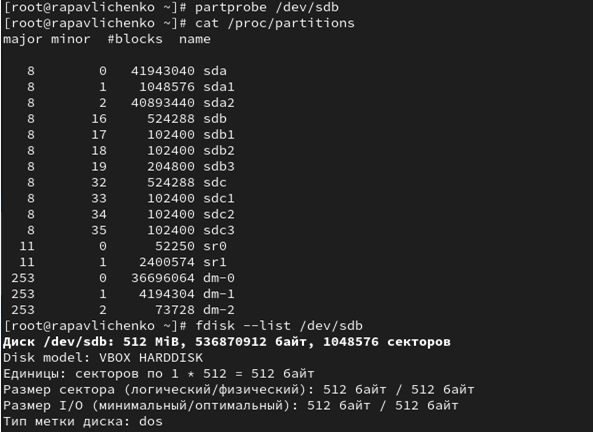 [root@rapavlichenko ~]# partprobe /dev/sdb
[root@rapavlichenko ~]# cat /proc/partitions
major minor  #blocks  name
   8        0   41943040 sda
   8        1    1048576 sda1
   8        2   40893440 sda2
   8       16     524288 sdb
   8       17     102400 sdb1
   8       18     102400 sdb2
   8       19     204800 sdb3
   8       32     524288 sdc
   8       33     102400 sdc1
   8       34     102400 sdc2
   8       35     102400 sdc3
  11        0      52250 sr0
  11        1    2400574 sr1
 253        0   36696064 dm-0
 253        1    4194304 dm-1
 253        2      73728 dm-2
[root@rapavlichenko ~]# fdisk --list /dev/sdb
Диск /dev/sdb: 512 MiB, 536870912 байт, 1048576 секторов
Disk model: VBOX HARDDISK
Единицы: секторов по 1 * 512 = 512 байт
Размер сектора (логический/физический): 512 байт / 512 байт
Размер I/O (минимальный/оптимальный): 512 байт / 512 байт
Тип метки диска: dos